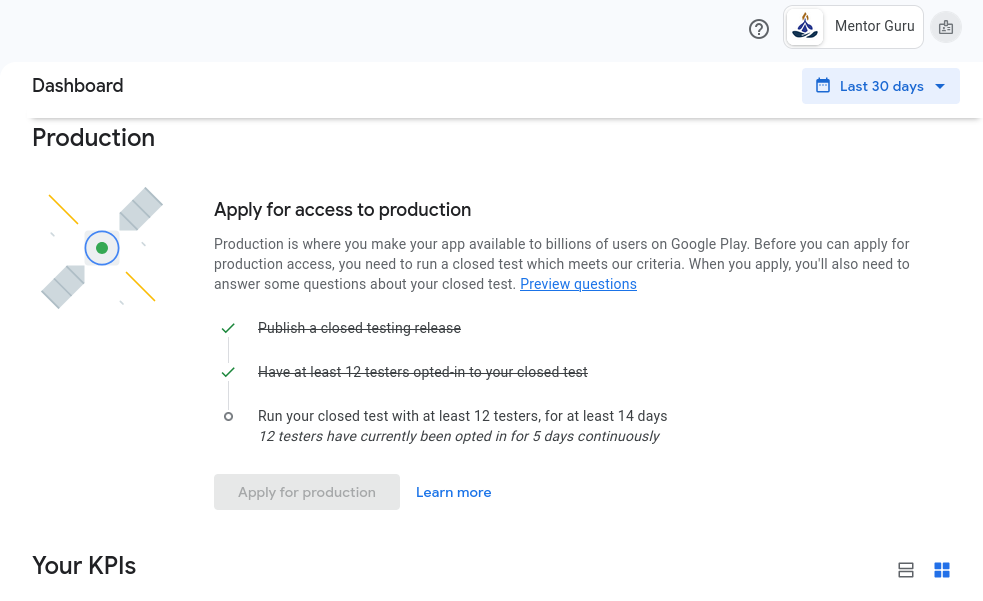 Mentor Guru
Dashboard
Last 30 days
Production
Apply for access to production
Production is where you make your app available to billions of users on Google Play. Before you can apply for
production access, you need to run a closed test which meets our criteria. When you apply, you'll also need to
answer some questions about your closed test. Preview questions
Publish a closed testing release
Have at least 12 testers opted-in to your closed test
Run your closed test with at least 12 testers, for at least 14 days
12 testers have currently been opted in for 5 days continuously
Apply for production
Learn more
Your KPIs